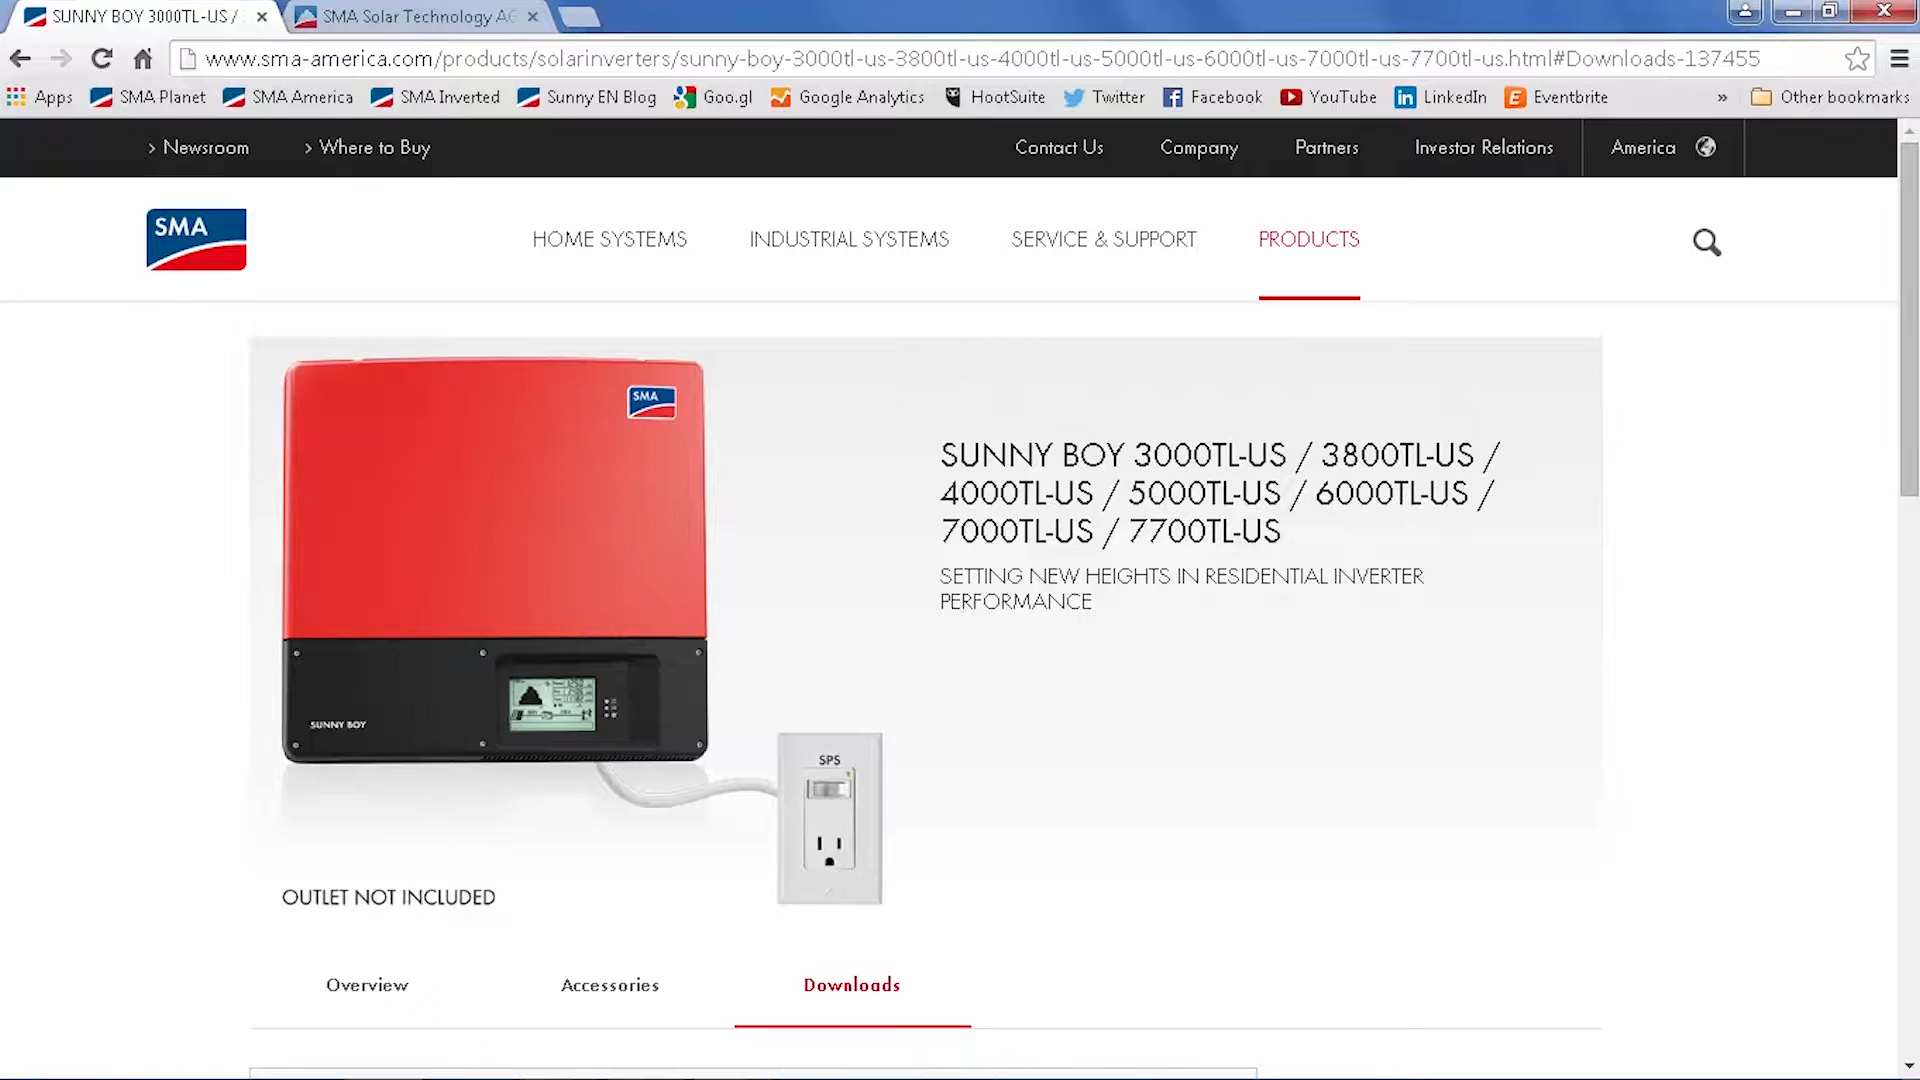 SUNNY BOY 3000TL-US /
SMA Solar Technology AG
www.sma-america.com/products/solarinverters/sunny-boy-3000tl-us-3800tl-us-4000tl-us-5000tl-us-6000tl-us-7000tl-us-7700tl-us.html#Downloads-137455
Apps SMA Planet SMA America SMA Inverted Sunny EN Blog Goo.gl Google Analytics HootSuite Twitter Facebook YouTube LinkedIn Eventbrite » Other bookmarks
> Newsroom > Where to Buy Contact Us Company Partners Investor Relations America
SMA
HOME SYSTEMS INDUSTRIAL SYSTEMS SERVICE & SUPPORT PRODUCTS
SMA
SUNNY BOY 3000TL-US / 3800TL-US /
4000TL-US / 5000TL-US / 6000TL-US /
7000TL-US / 7700TL-US
SETTING NEW HEIGHTS IN RESIDENTIAL INVERTER
PERFORMANCE
SUNNY BOY
SPS
OUTLET NOT INCLUDED
Overview Accessories Downloads